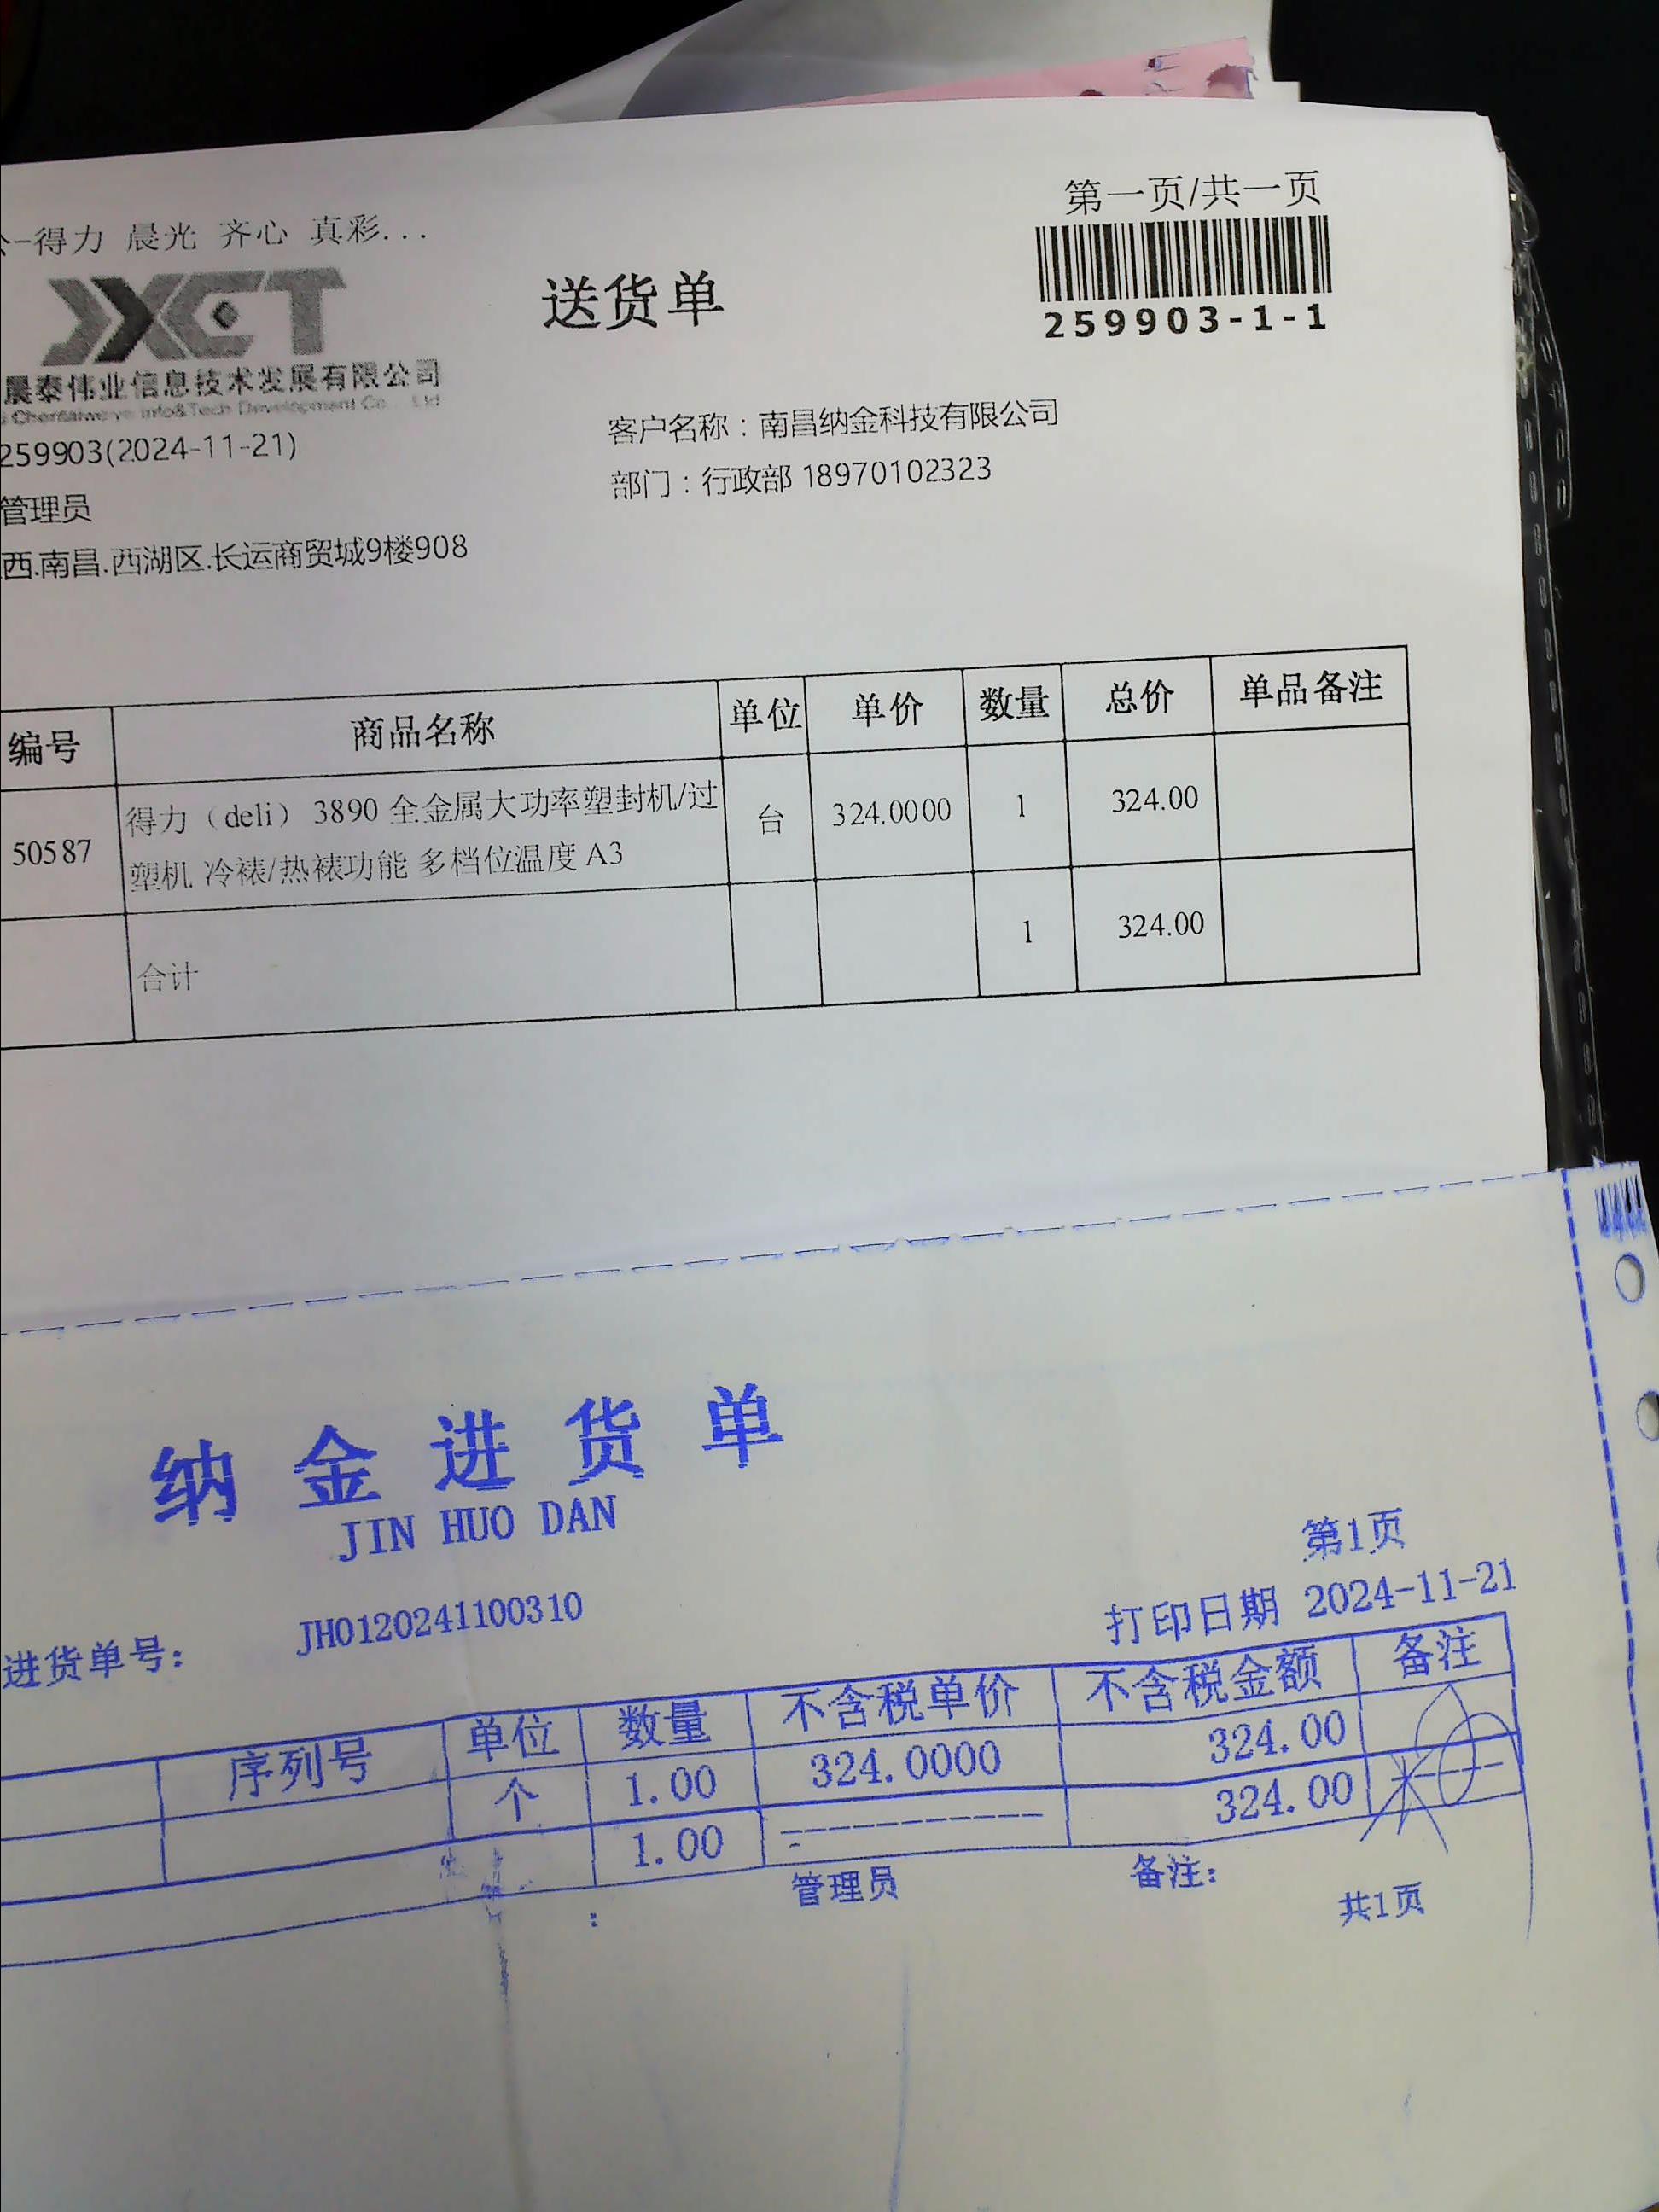 第一页/共一页
-得力 晨光 齐心 真彩...
JXCT
送货单
259903-1-1
晨泰伟业信息技术发展有限公司
info&Tech Development Co., Ltd
259903(2024-11-21)
客户名称：南昌纳金科技有限公司
管理员
部门：行政部 18970102323
西.南昌.西湖区.长运商贸城9楼908
编号 商品名称 单位 单价 数量 总价 单品备注
50587 得力（deli）3890 全金属大功率塑封机/过 台 324.0000 1 324.00
塑机 冷裱/热裱功能 多档位温度 A3
合计 1 324.00
纳金进货单
JIN HUO DAN
第1页
进货单号： JH0120241100310
打印日期 2024-11-21
序列号 单位 数量 不含税单价 不含税金额 备注
个 1.00 324.0000 324.00
1.00 324.00
： 管理员 备注：
共1页